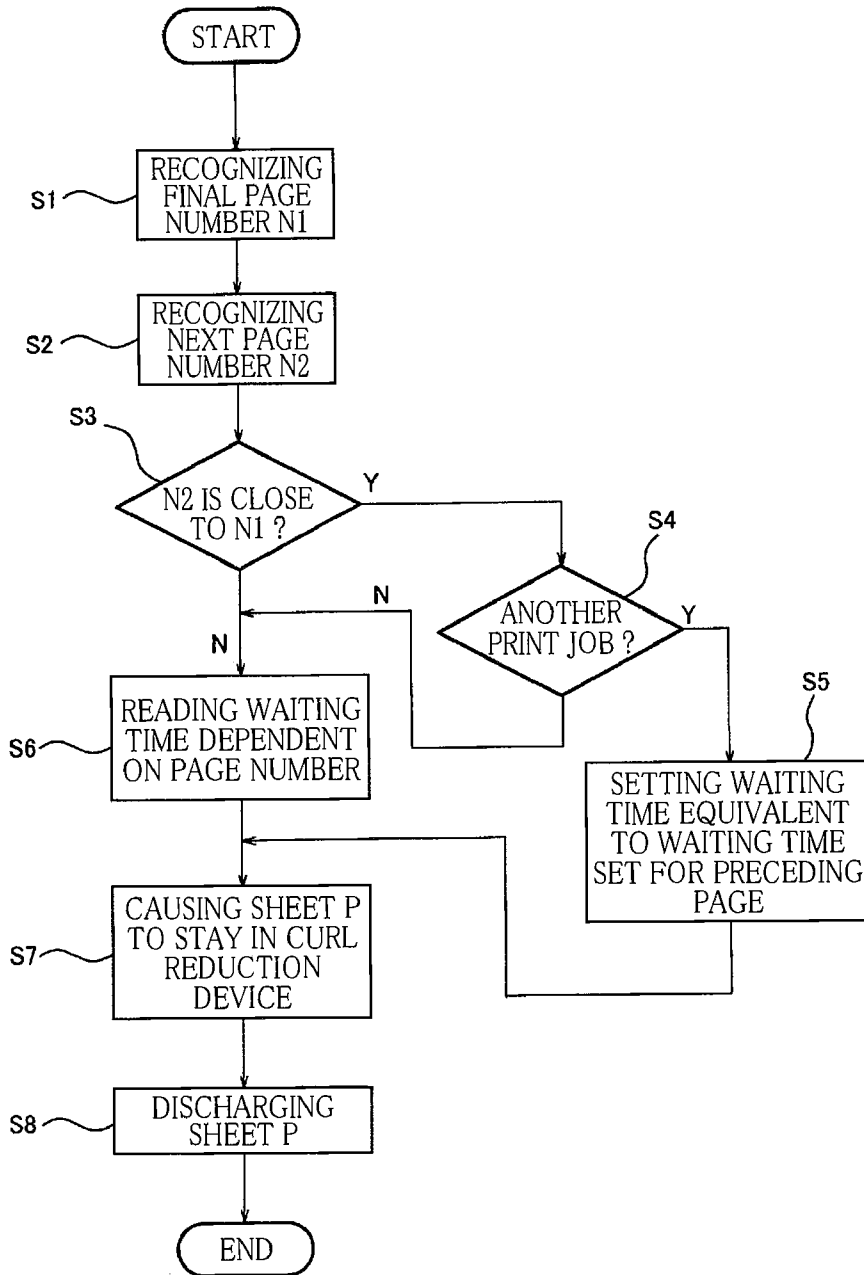 START
S1
RECOGNIZING
FINAL PAGE
NUMBER N1
S2
RECOGNIZING
NEXT PAGE
NUMBER N2
S3
N2 IS CLOSE
TO N1 ?
Y
N
S4
ANOTHER
PRINT JOB ?
Y
N
S5
SETTING WAITING
TIME EQUIVALENT
TO WAITING TIME
SET FOR PRECEDING
PAGE
S6
READING WAITING
TIME DEPENDENT
ON PAGE NUMBER
S7
CAUSING SHEET P
TO STAY IN CURL
REDUCTION
DEVICE
S8
DISCHARGING
SHEET P
END